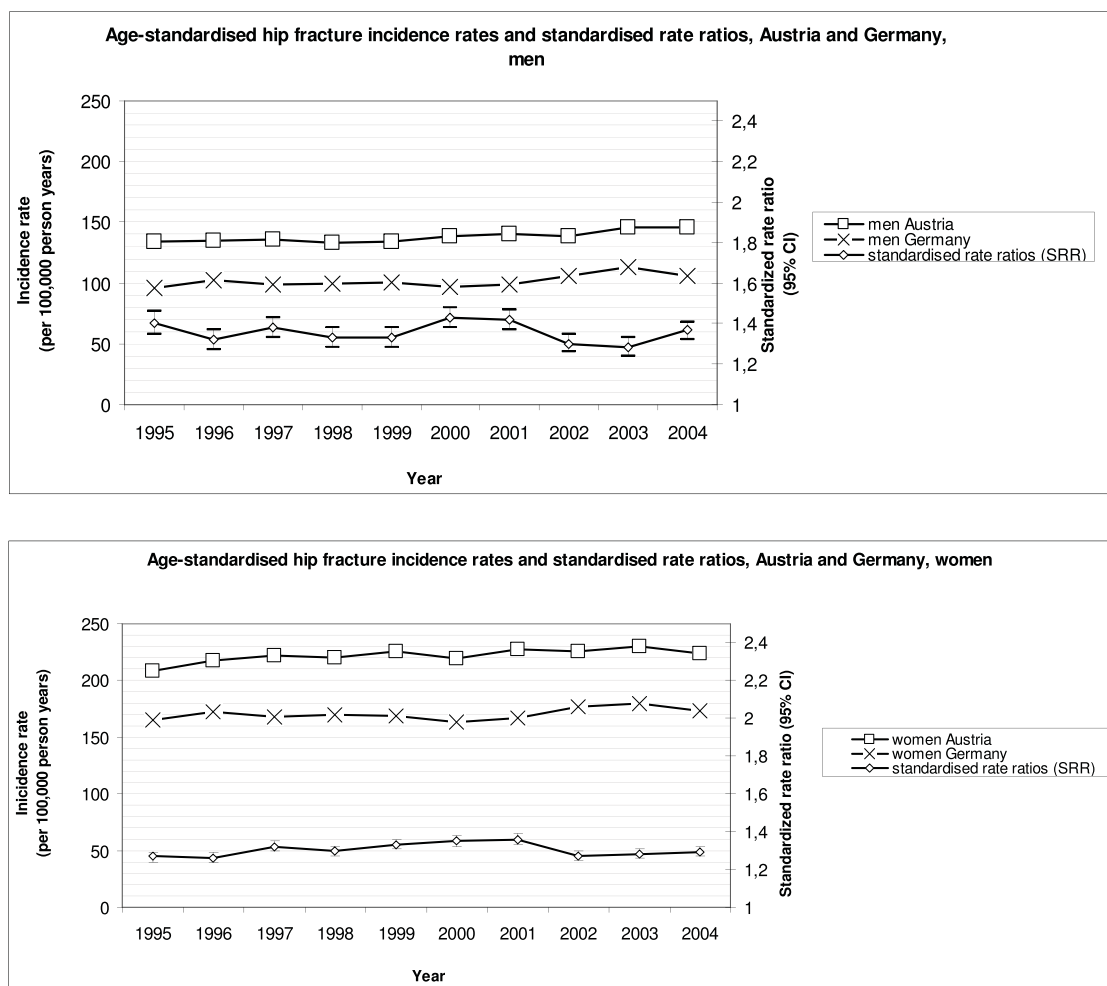 Age-standardised hip fracture incidence rates and standardised rate ratios, Austria and Germany,
men
Incidence rate
(per 100,000 person years)
250
200
150
100
50
0
2,4
2,2
2
1,8
1,6
1,4
1,2
1
Standardized rate ratio
(95% CI)
1995 1996 1997 1998 1999 2000 2001 2002 2003 2004
Year
men Austria
men Germany
standardised rate ratios (SRR)
Age-standardised hip fracture incidence rates and standardised rate ratios, Austria and Germany, women
Inicidence rate
(per 100,000 person years)
250
200
150
100
50
0
2,4
2,2
2
1,8
1,6
1,4
1,2
1
Standardized rate ratio (95% CI)
1995 1996 1997 1998 1999 2000 2001 2002 2003 2004
Year
women Austria
women Germany
standardised rate ratios (SRR)